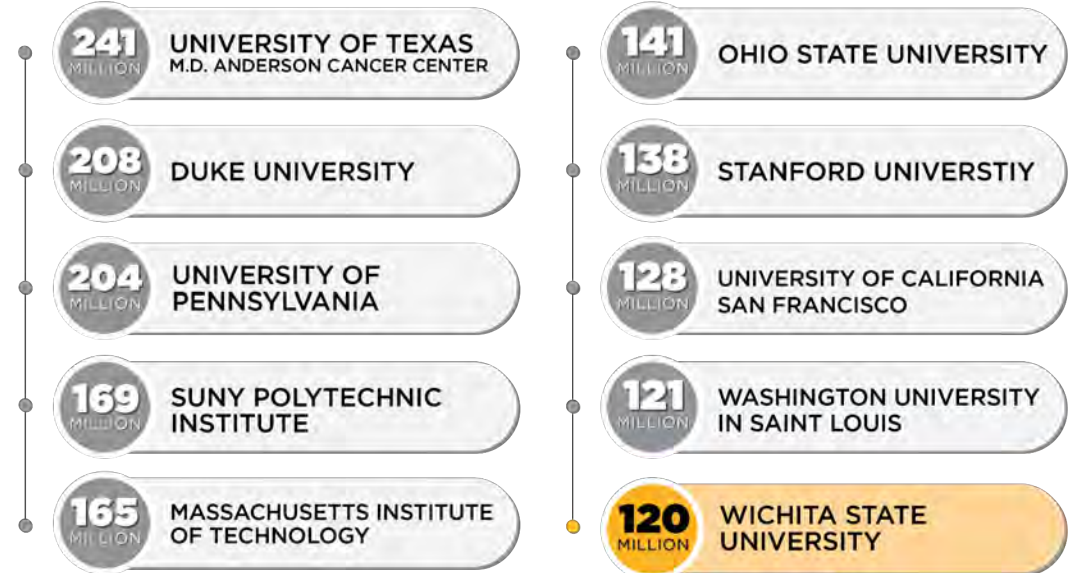 241
MILLION
UNIVERSITY OF TEXAS
M.D. ANDERSON CANCER CENTER
208
MILLION
DUKE UNIVERSITY
204
MILLION
UNIVERSITY OF
PENNSYLVANIA
169
MILLION
SUNY POLYTECHNIC
INSTITUTE
165
MILLION
MASSACHUSETTS INSTITUTE
OF TECHNOLOGY
141
MILLION
OHIO STATE UNIVERSITY
138
MILLION
STANFORD UNIVERSTIY
128
MILLION
UNIVERSITY OF CALIFORNIA
SAN FRANCISCO
121
MILLION
WASHINGTON UNIVERSITY
IN SAINT LOUIS
120
MILLION
WICHITA STATE
UNIVERSITY